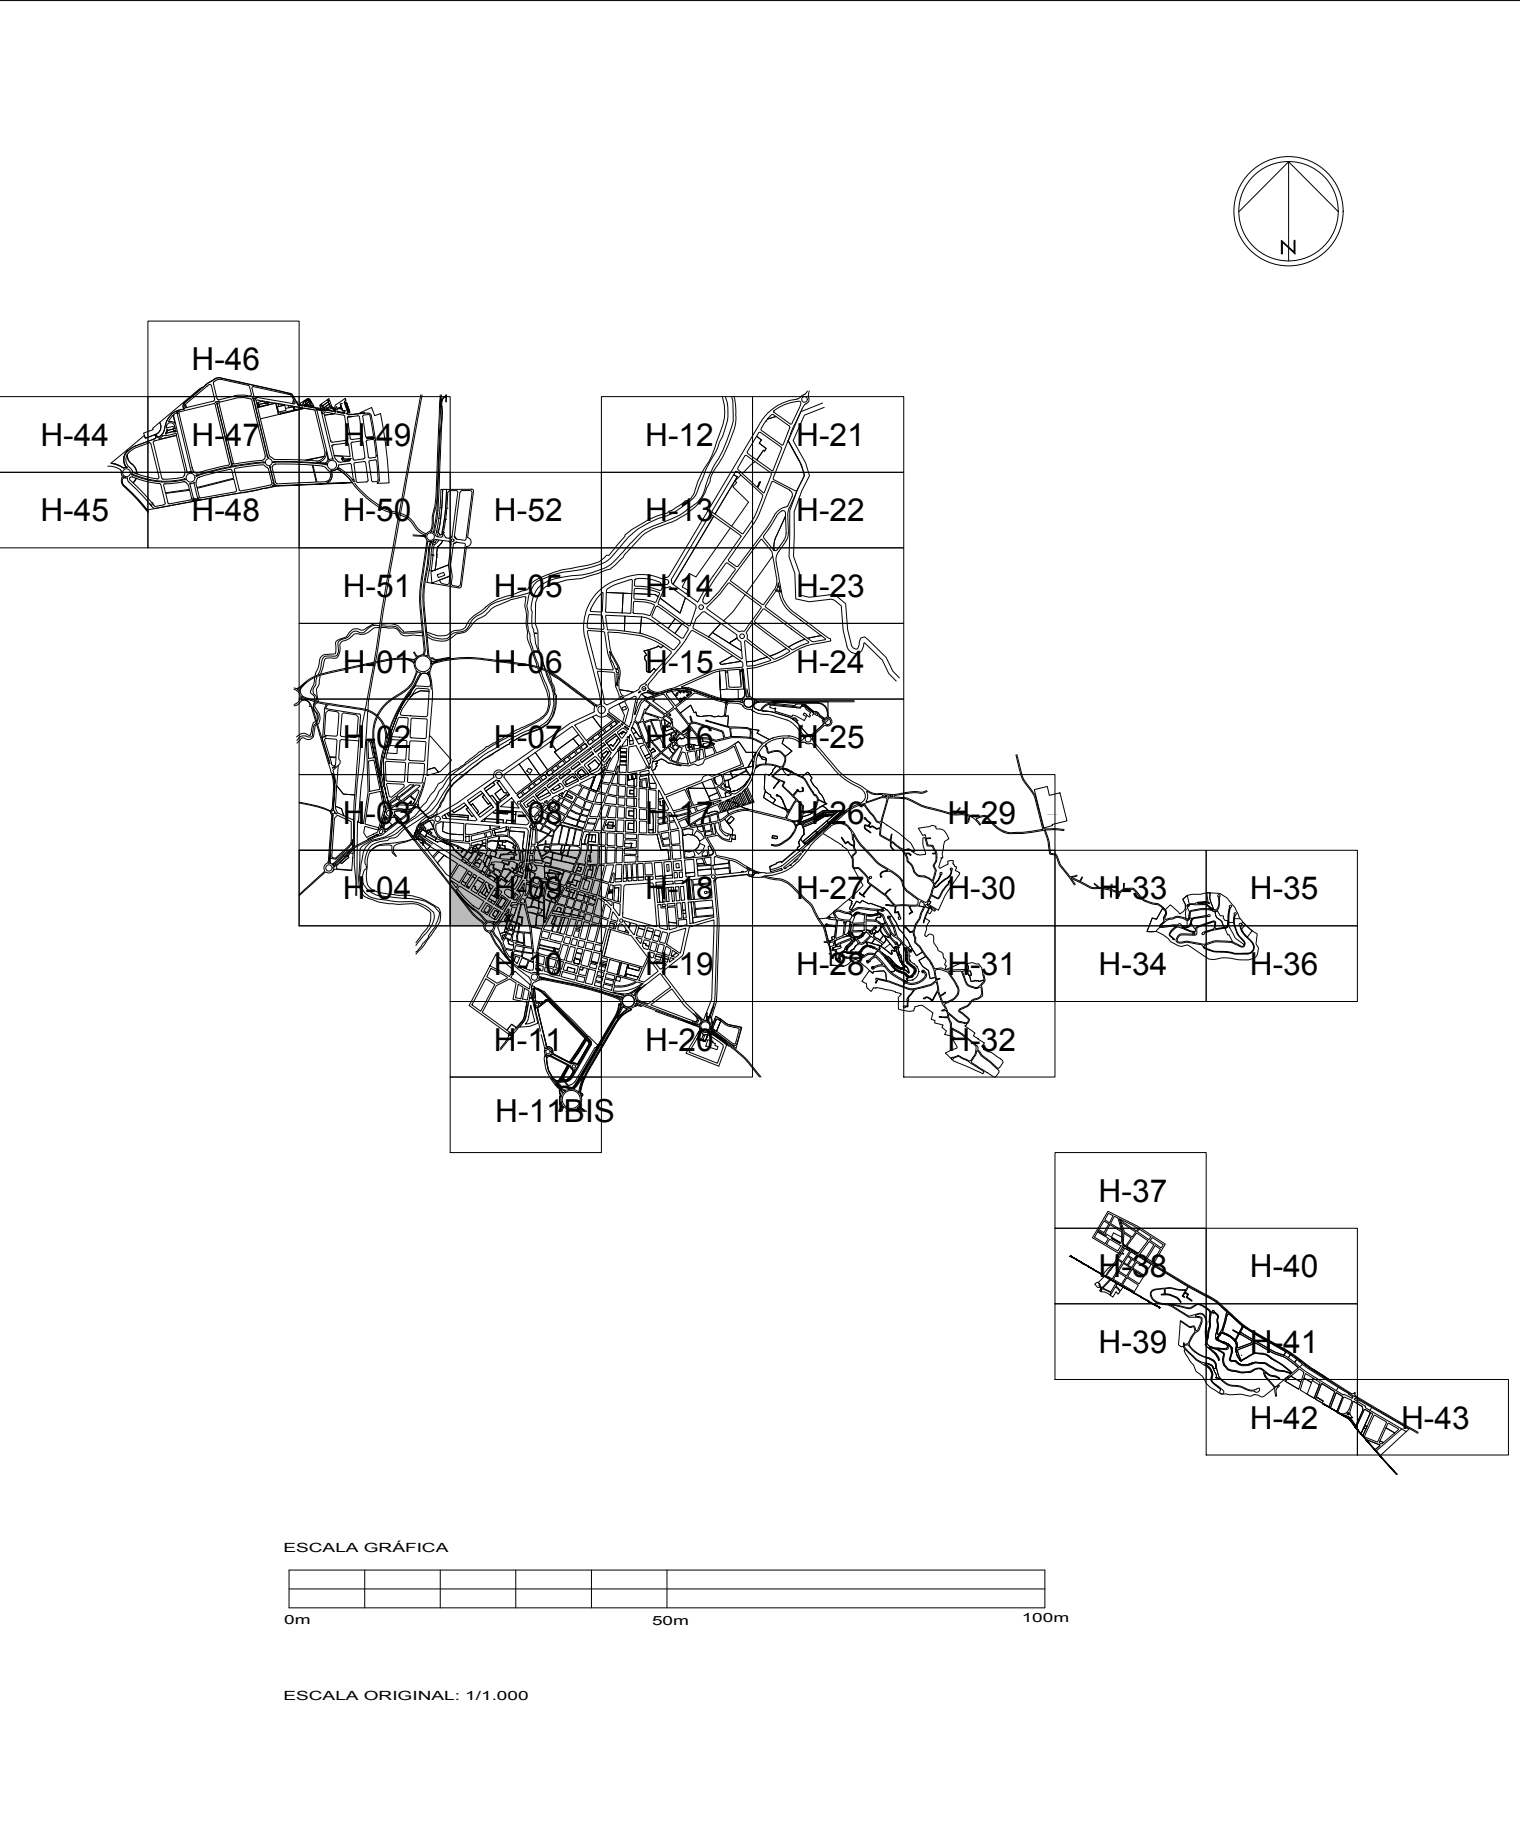 N
H-46
H-44 H-47 H-49 H-12 H-21
H-45 H-48 H-50 H-52 H-13 H-22
H-51 H-05 H-14 H-23
H-01 H-06 H-15 H-24
H-02 H-07 H-16 H-25
H-03 H-08 H-17 H-26 H-29
H-04 H-09 H-18 H-27 H-30 H-33 H-35
H-10 H-19 H-28 H-31 H-34 H-36
H-11 H-20 H-32
H-11BIS
H-37
H-38 H-40
H-39 H-41
H-42 H-43
ESCALA GRÁFICA
0m 50m 100m
ESCALA ORIGINAL: 1/1.000